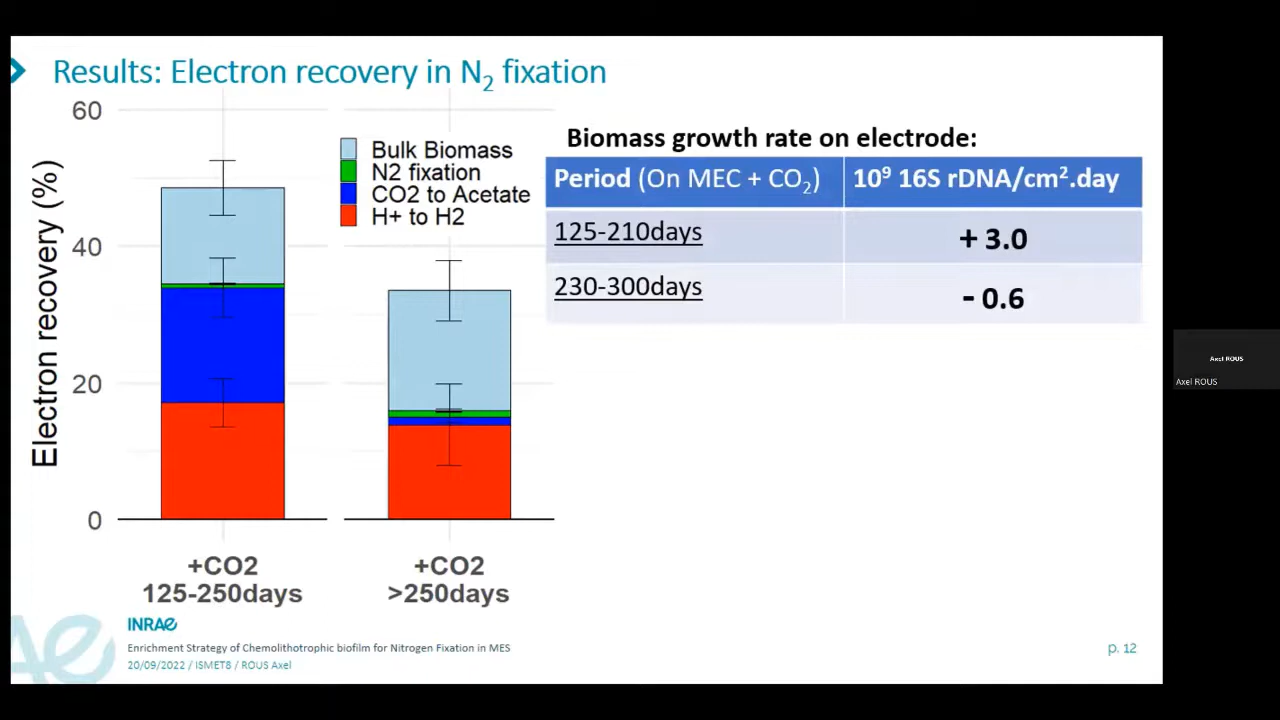 Results: Electron recovery in N2 fixation
60
40
20
0
Electron recovery (%)
Bulk Biomass
N2 fixation
CO2 to Acetate
H+ to H2
+CO2
125-250days
+CO2
>250days
Biomass growth rate on electrode:
Period (On MEC + CO2) 10⁹ 16S rDNA/cm².day
125-210days + 3.0
230-300days - 0.6
INRAE
Enrichment Strategy of Chemolithotrophic biofilm for Nitrogen Fixation in MES
20/09/2022 / ISMET8 / ROUS Axel
p. 12
Axel ROUS
Axel ROUS